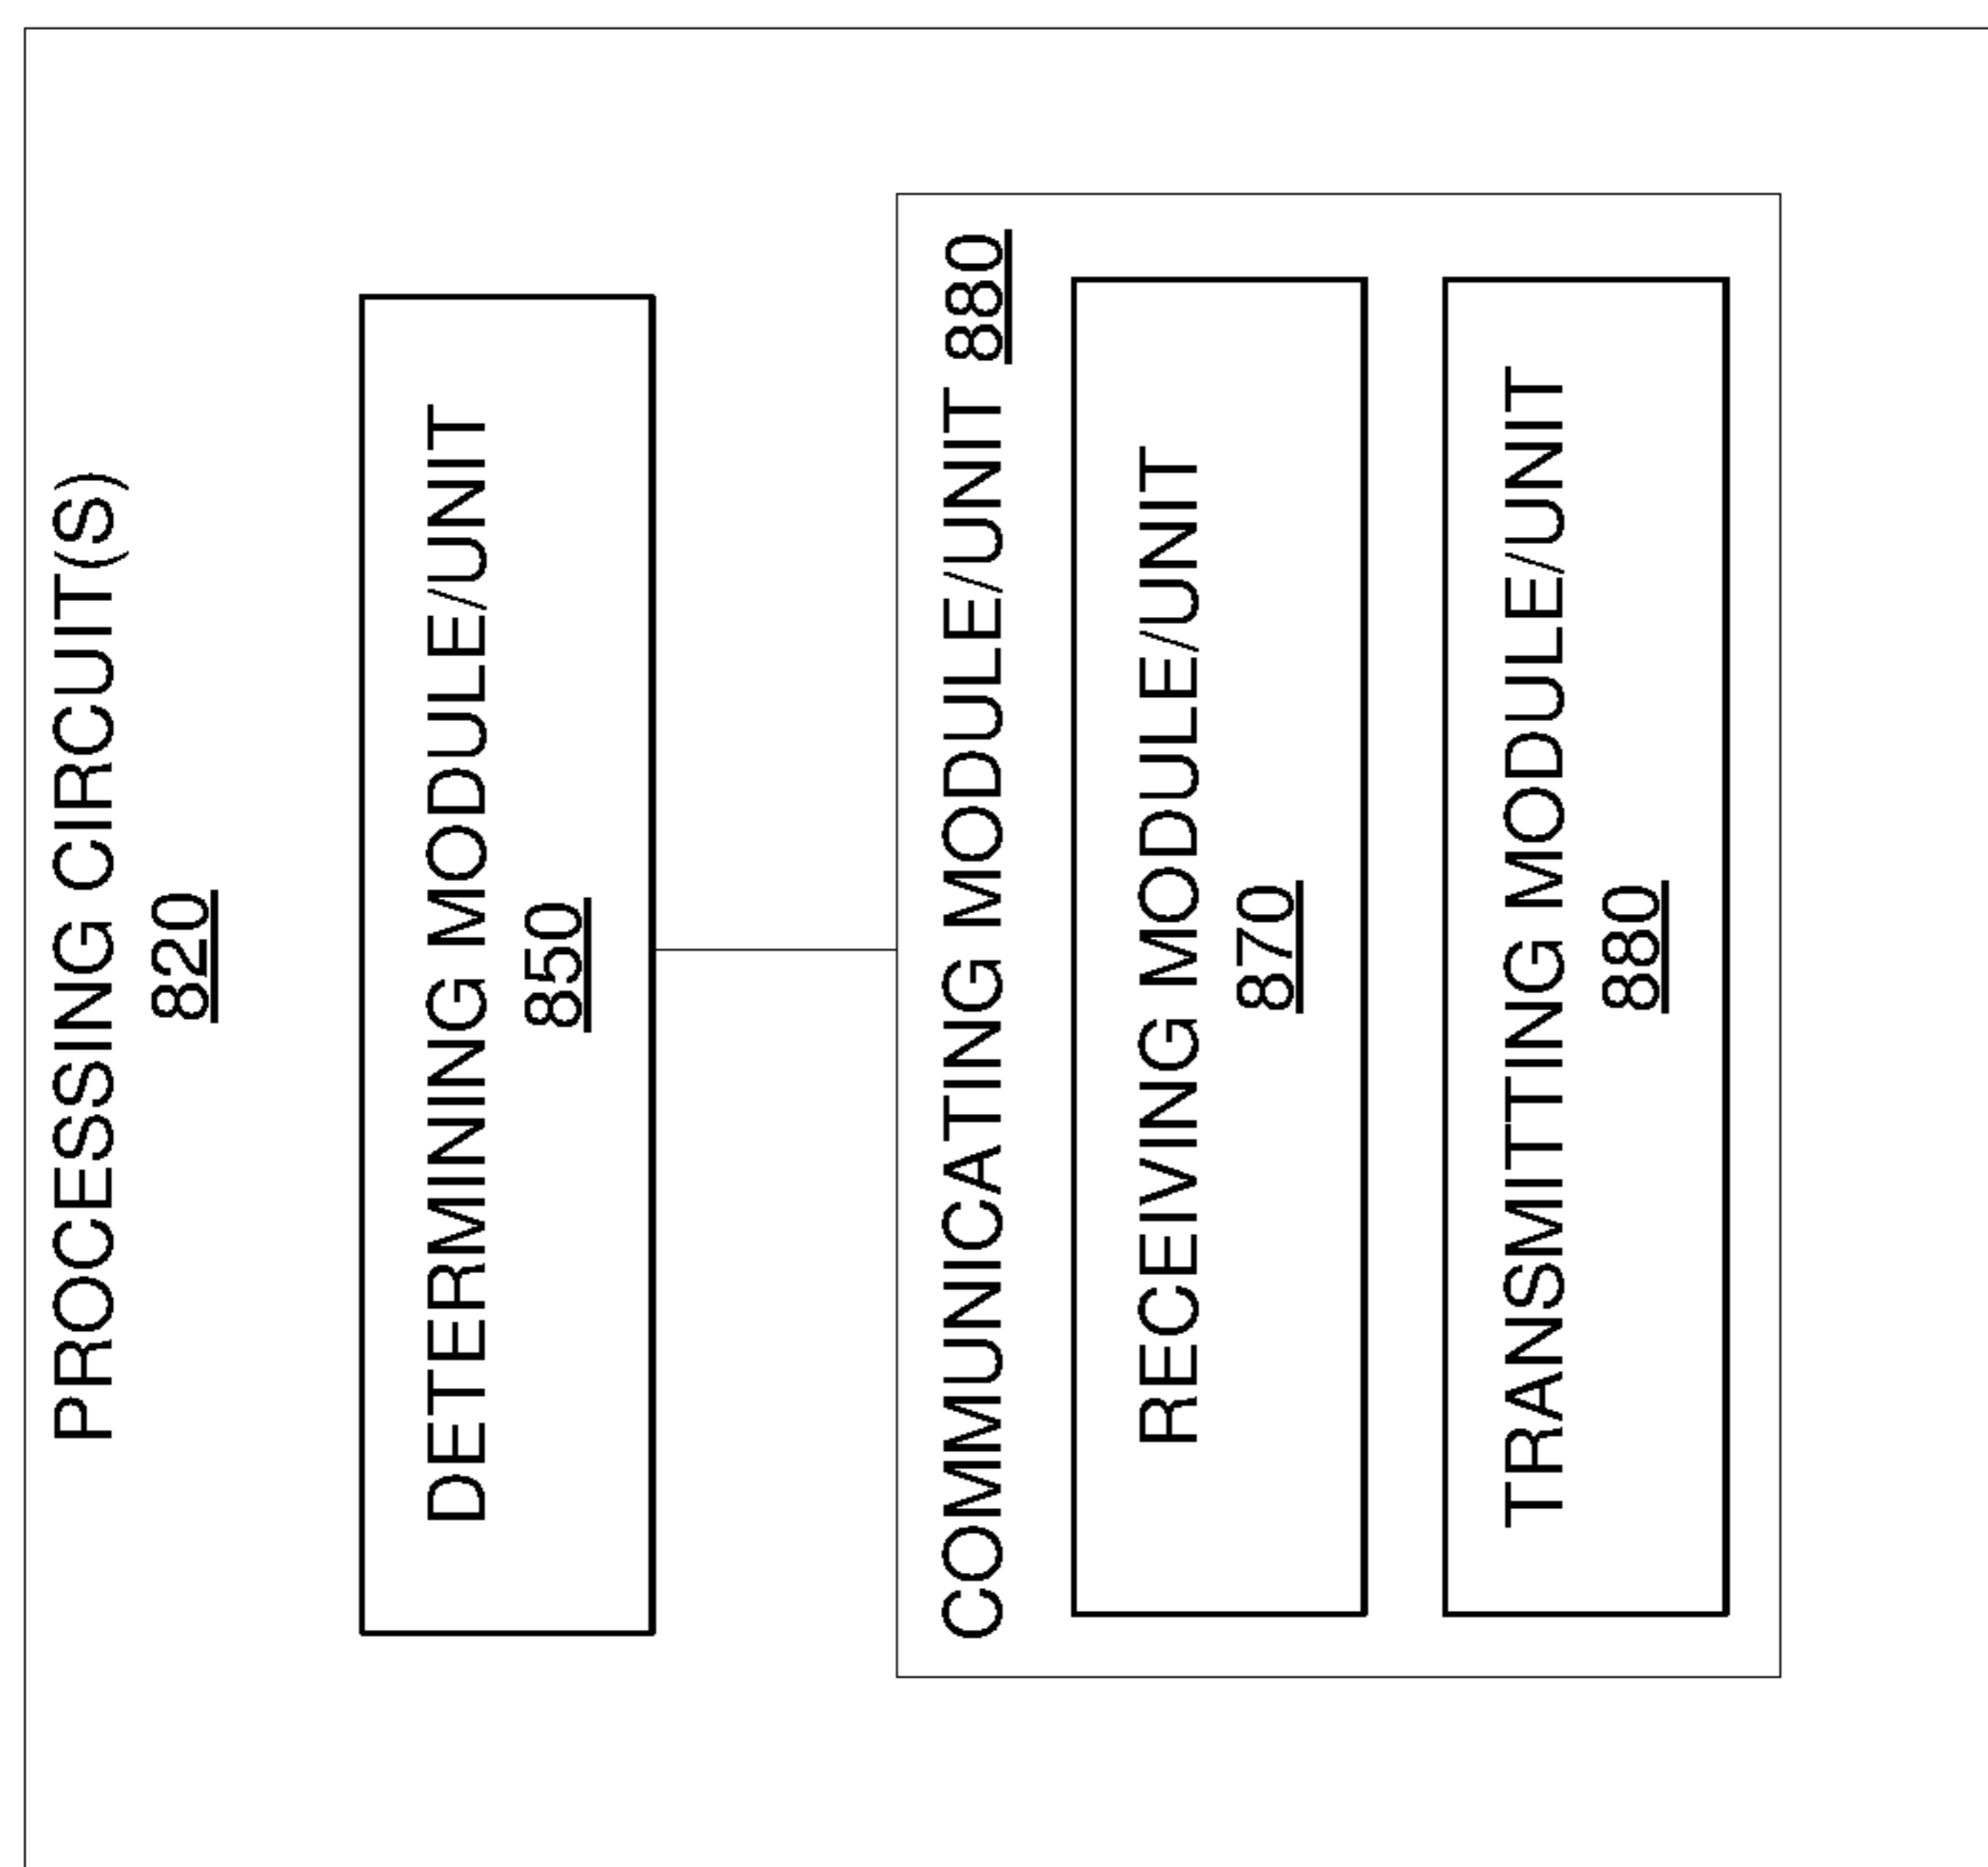 PROCESSING CIRCUIT(S)
820
DETERMINING MODULE/UNIT
850
COMMUNICATING MODULE/UNIT 880
RECEIVING MODULE/UNIT
870
TRANSMITTING MODULE/UNIT
880